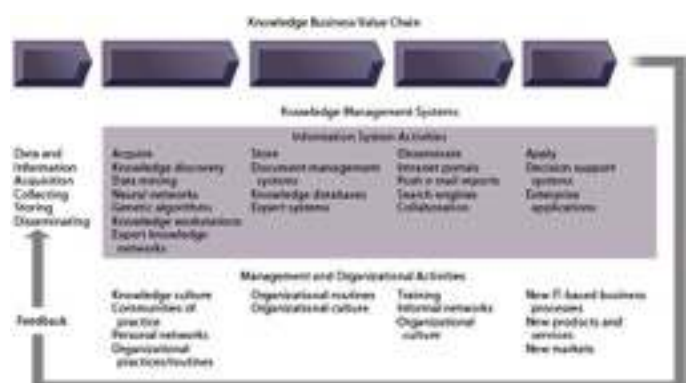 Knowledge Business Value Chain
Knowledge Management Systems
Information System Activities
Data and
Information
Acquisition
Collecting
Storing
Disseminating
Acquire
Knowledge discovery
Data mining
Neural networks
Genetic algorithms
Knowledge workstations
Expert knowledge
networks
Store
Document management
systems
Knowledge databases
Expert systems
Disseminate
Intranet portals
Push e-mail reports
Search engines
Collaboration
Apply
Decision support
systems
Enterprise
applications
Management and Organizational Activities
Feedback
Knowledge culture
Communities of
practice
Personal networks
Organizational
practices/routines
Organizational routines
Organizational culture
Training
Informal networks
Organizational
culture
New IT-based business
processes
New products and
services
New markets